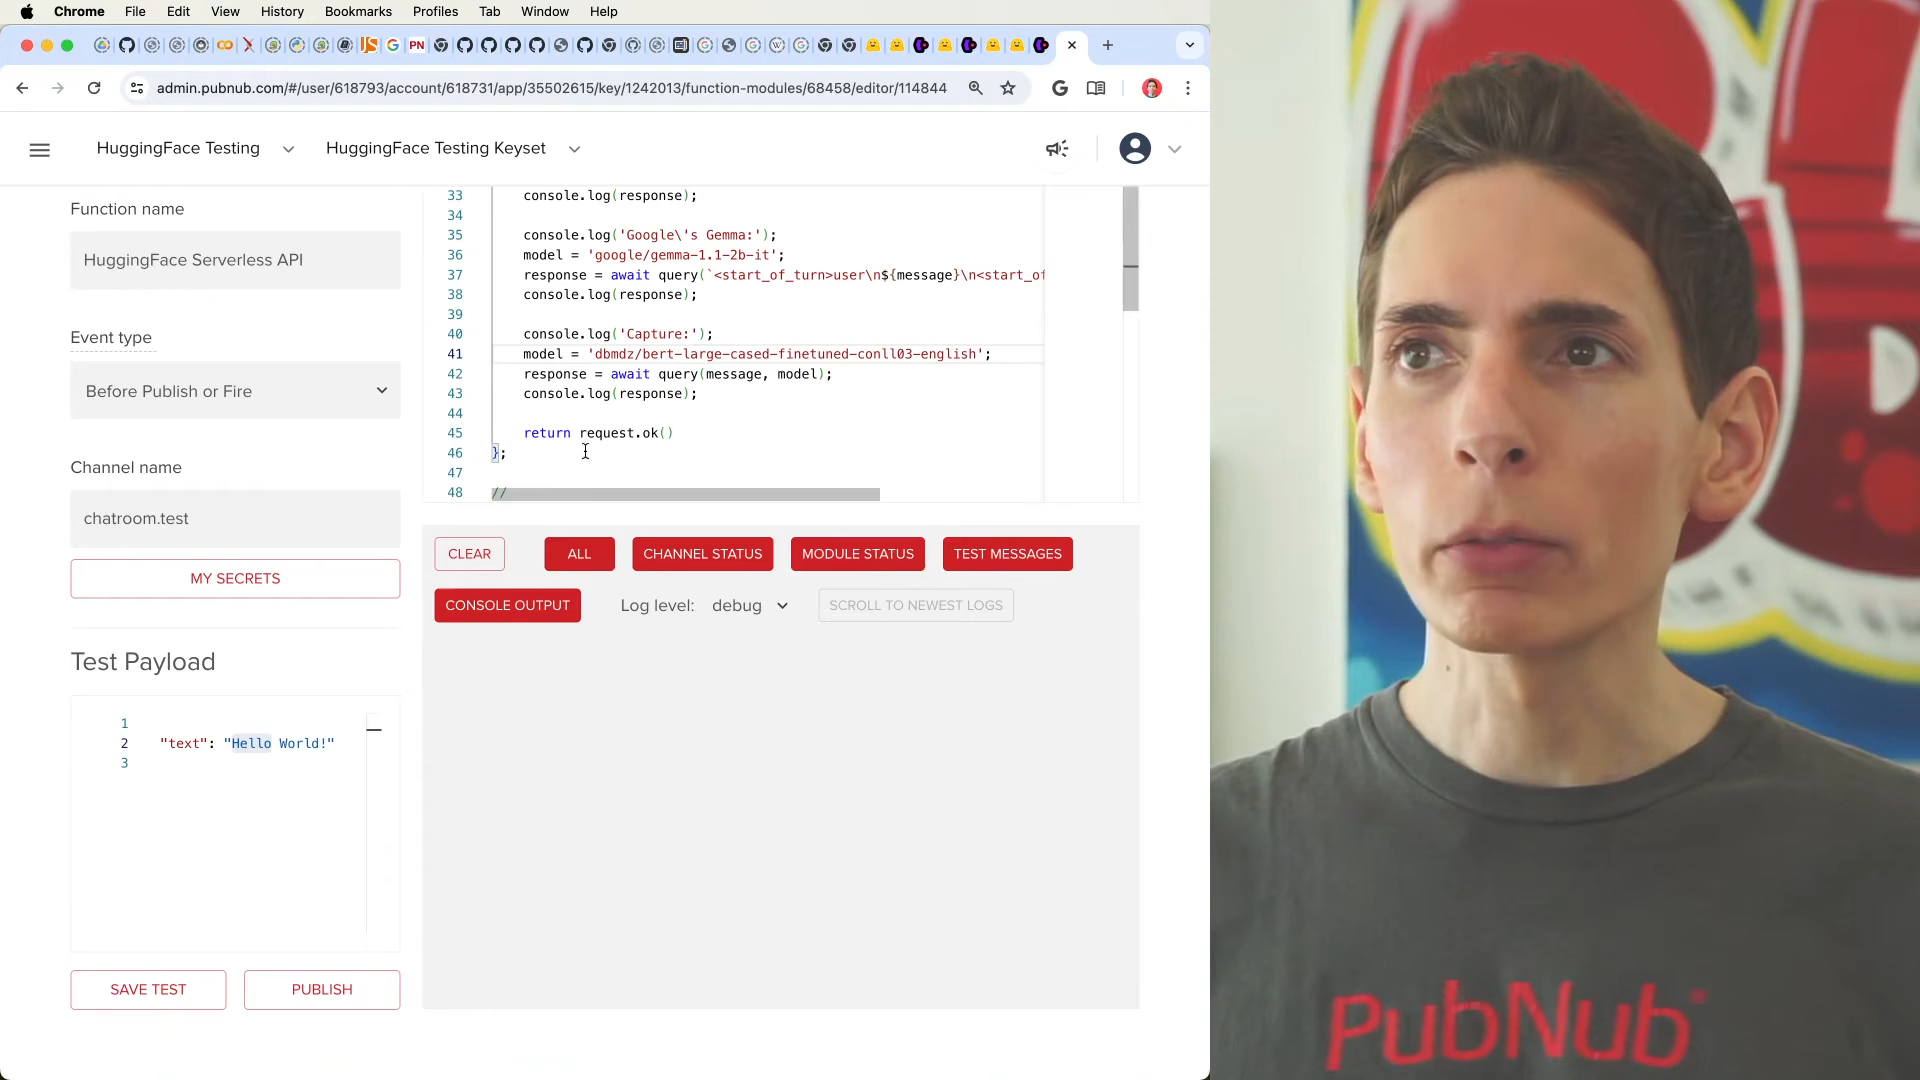 Chrome File Edit View History Bookmarks Profiles Tab Window Help
admin.pubnub.com/#/user/618793/account/618731/app/35502615/key/1242013/function-modules/68458/editor/114844
HuggingFace Testing HuggingFace Testing Keyset
Function name
HuggingFace Serverless API
Event type
Before Publish or Fire
Channel name
chatroom.test
MY SECRETS
Test Payload
1
2 "text": "Hello World!"
3
SAVE TEST PUBLISH
33 console.log(response);
34
35 console.log('Google\'s Gemma:');
36 model = 'google/gemma-1.1-2b-it';
37 response = await query(`<start_of_turn>user\n${message}\n<start_of
38 console.log(response);
39
40 console.log('Capture:');
41 model = 'dbmdz/bert-large-cased-finetuned-conll03-english';
42 response = await query(message, model);
43 console.log(response);
44
45 return request.ok()
46 };
47
48 //
CLEAR ALL CHANNEL STATUS MODULE STATUS TEST MESSAGES
CONSOLE OUTPUT Log level: debug SCROLL TO NEWEST LOGS
PubNub